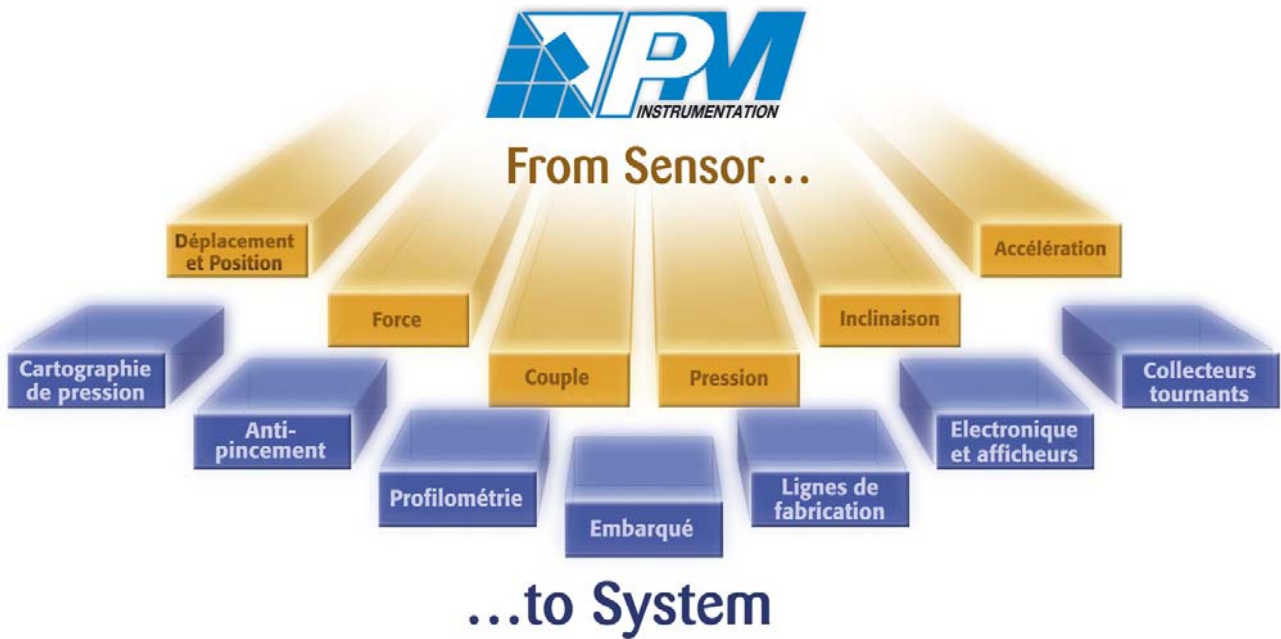 PM
INSTRUMENTATION
From Sensor...
Déplacement
et Position
Force
Couple
Pression
Inclinaison
Accélération
Cartographie
de pression
Anti-
pincement
Profilométrie
Embarqué
Lignes de
fabrication
Electronique
et afficheurs
Collecteurs
tournants
...to System